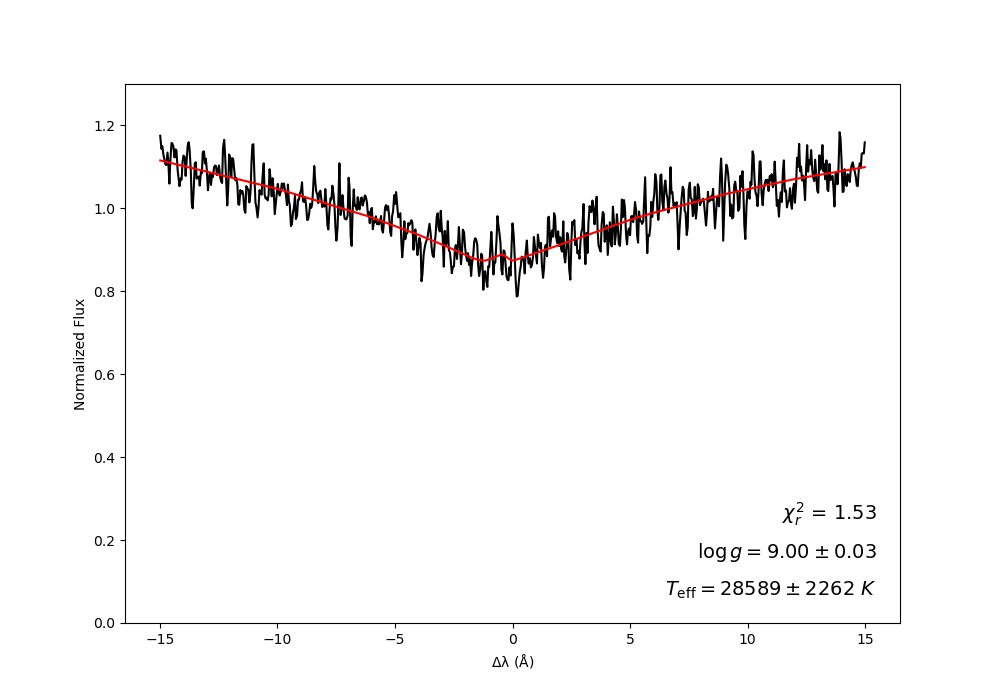 1.2
1.0
0.8
0.6
0.4
0.2
0.0
Normalized Flux
χ²ᵣ = 1.53
log g = 9.00 ± 0.03
T_eff = 28589 ± 2262 K
−15 −10 −5 0 5 10 15
Δλ (Å)